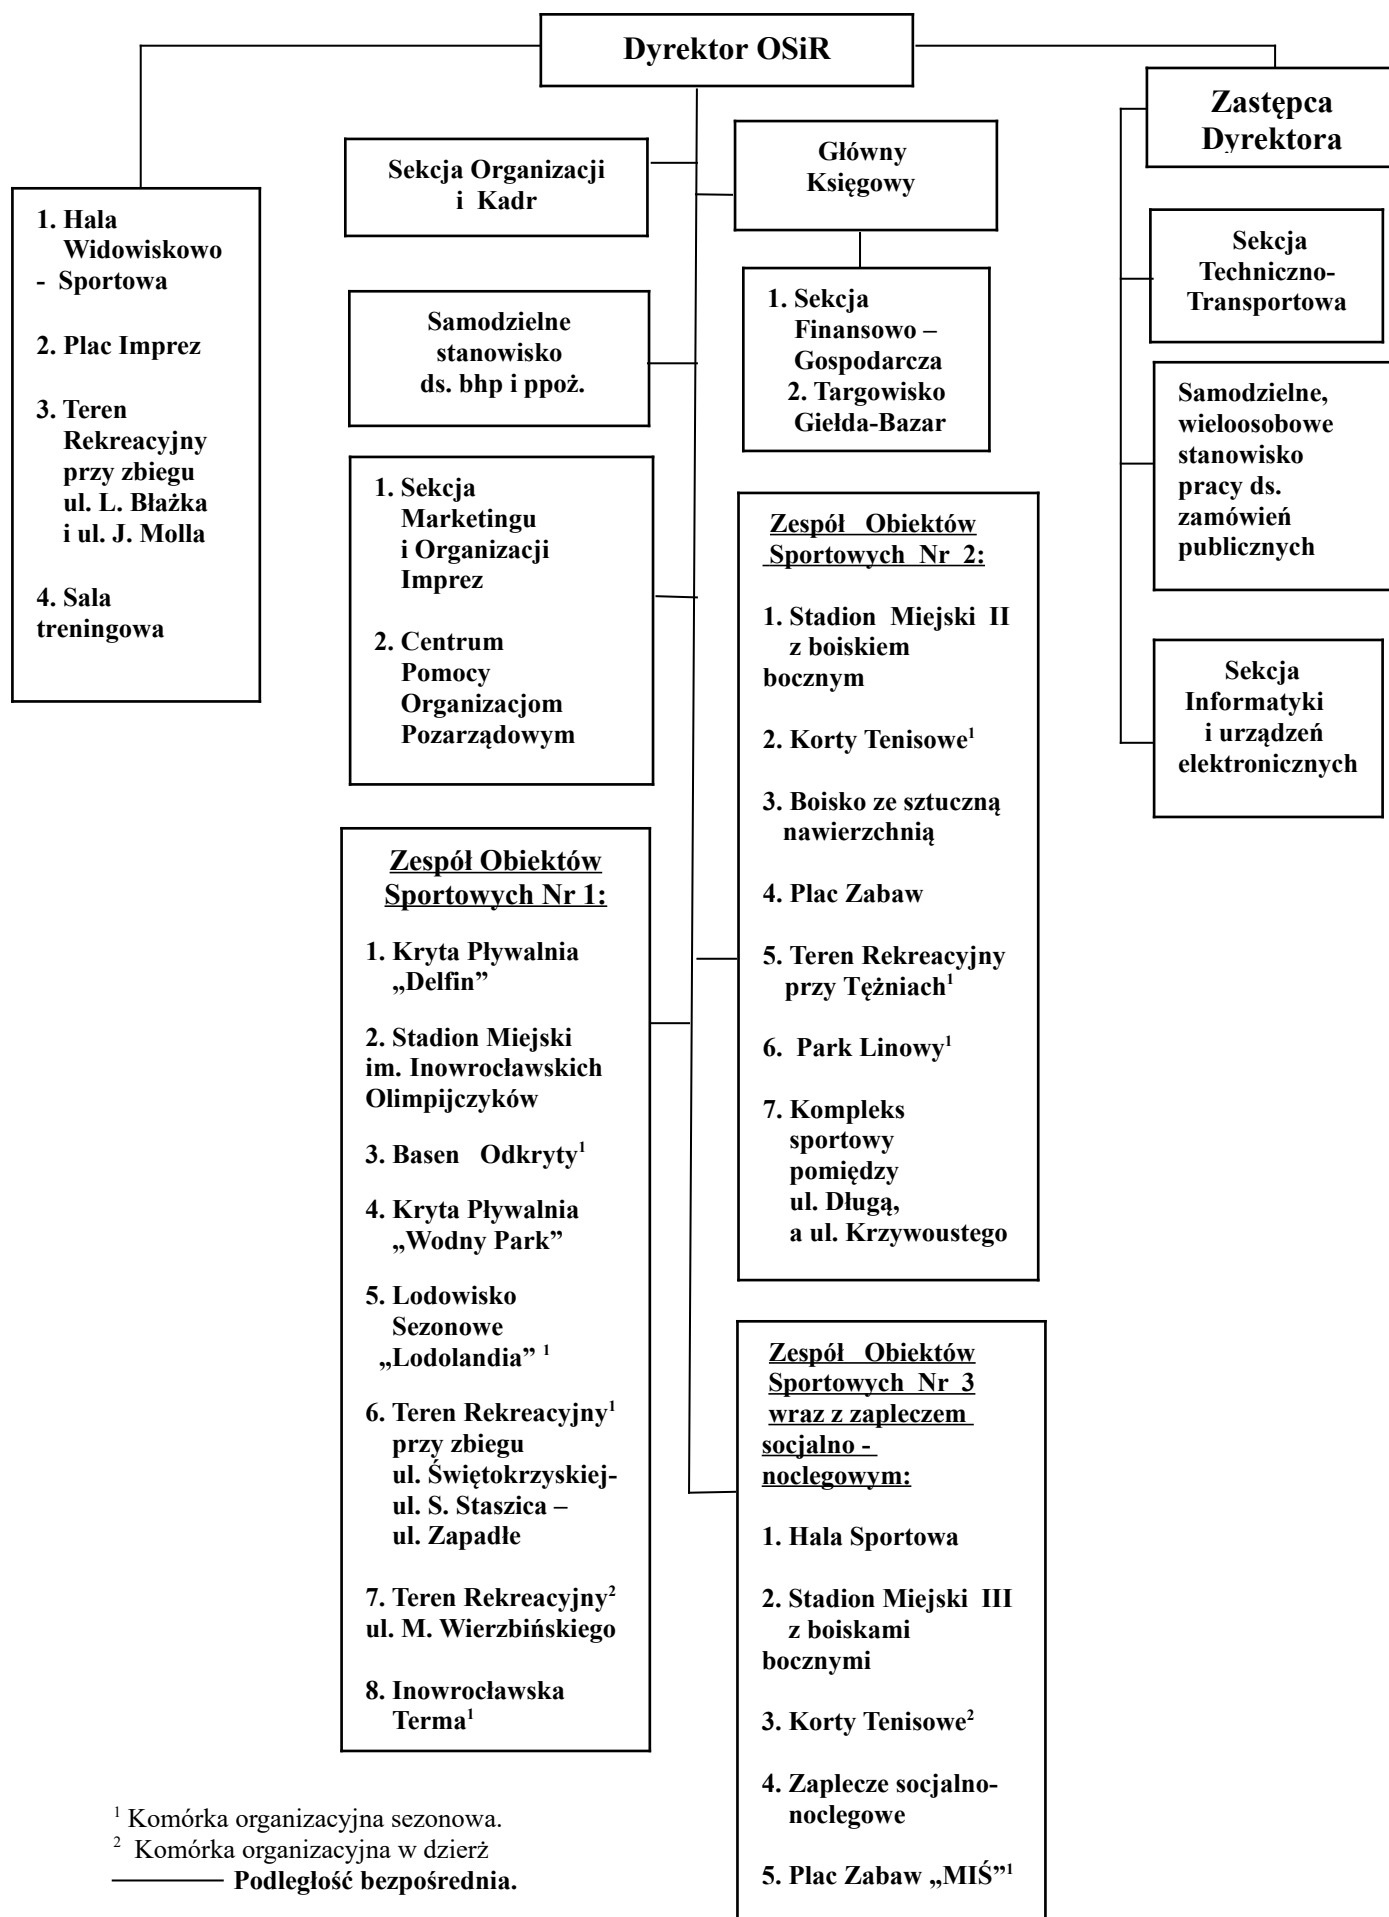 Dyrektor OSiR
Zastępca
Dyrektora
Sekcja Organizacji
i Kadr
Główny
Księgowy
1. Hala
Widowiskowo
- Sportowa
2. Plac Imprez
3. Teren
Rekreacyjny
przy zbiegu
ul. L. Błażka
i ul. J. Molla
4. Sala
treningowa
Samodzielne
stanowisko
ds. bhp i ppoż.
1. Sekcja
Finansowo –
Gospodarcza
2. Targowisko
Giełda-Bazar
Sekcja
Techniczno-
Transportowa
Samodzielne,
wieloosobowe
stanowisko
pracy ds.
zamówień
publicznych
Sekcja
Informatyki
i urządzeń
elektronicznych
1. Sekcja
Marketingu
i Organizacji
Imprez
2. Centrum
Pomocy
Organizacjom
Pozarządowym
Zespół Obiektów
Sportowych Nr 2:
1. Stadion Miejski II
z boiskiem
bocznym
2. Korty Tenisowe¹
3. Boisko ze sztuczną
nawierzchnią
4. Plac Zabaw
5. Teren Rekreacyjny
przy Tężniach¹
6. Park Linowy¹
7. Kompleks
sportowy
pomiędzy
ul. Długą,
a ul. Krzywoustego
Zespół Obiektów
Sportowych Nr 1:
1. Kryta Pływalnia
„Delfin”
2. Stadion Miejski
im. Inowrocławskich
Olimpijczyków
3. Basen Odkryty¹
4. Kryta Pływalnia
„Wodny Park”
5. Lodowisko
Sezonowe
„Lodolandia” ¹
6. Teren Rekreacyjny¹
przy zbiegu
ul. Świętokrzyskiej-
ul. S. Staszica –
ul. Zapadłe
7. Teren Rekreacyjny²
ul. M. Wierzbińskiego
8. Inowrocławska
Terma¹
Zespół Obiektów
Sportowych Nr 3
wraz z zapleczem
socjalno -
noclegowym:
1. Hala Sportowa
2. Stadion Miejski III
z boiskami
bocznymi
3. Korty Tenisowe²
4. Zaplecze socjalno-
noclegowe
5. Plac Zabaw „MIŚ”¹
¹ Komórka organizacyjna sezonowa.
² Komórka organizacyjna w dzierż
Podległość bezpośrednia.